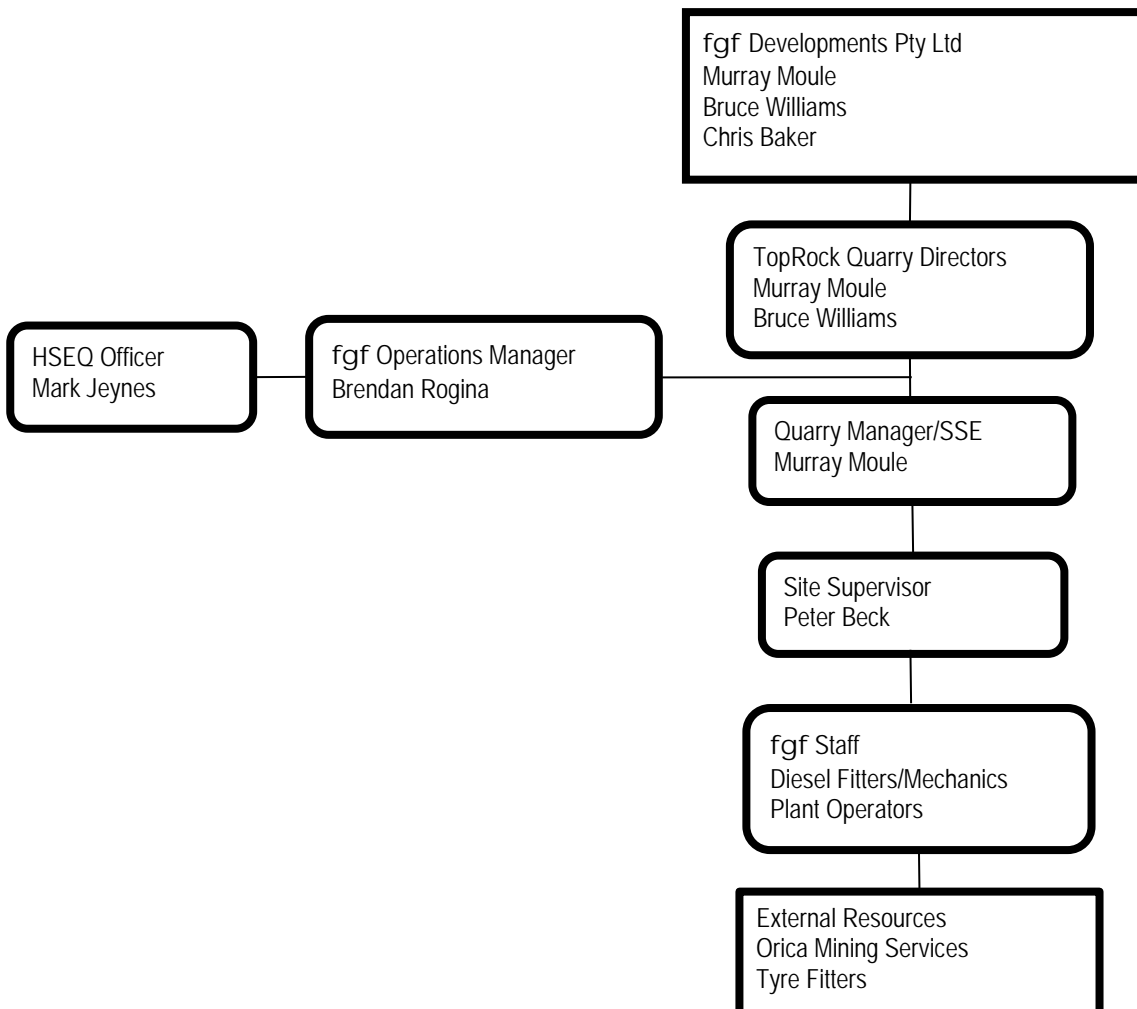 fgf Developments Pty Ltd
Murray Moule
Bruce Williams
Chris Baker
TopRock Quarry Directors
Murray Moule
Bruce Williams
HSEQ Officer
Mark Jeynes
fgf Operations Manager
Brendan Rogina
Quarry Manager/SSE
Murray Moule
Site Supervisor
Peter Beck
fgf Staff
Diesel Fitters/Mechanics
Plant Operators
External Resources
Orica Mining Services
Tyre Fitters